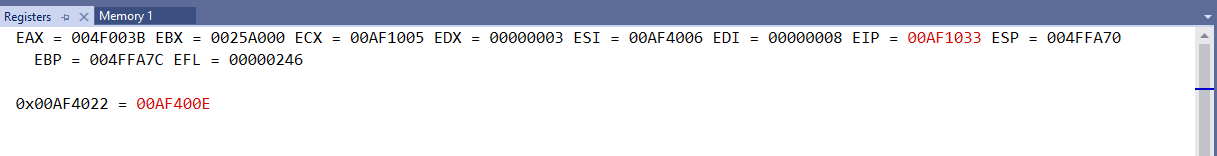 Registers Memory 1
EAX = 004F003B EBX = 0025A000 ECX = 00AF1005 EDX = 00000003 ESI = 00AF4006 EDI = 00000008 EIP = 00AF1033 ESP = 004FFA70
EBP = 004FFA7C EFL = 00000246
0x00AF4022 = 00AF400E